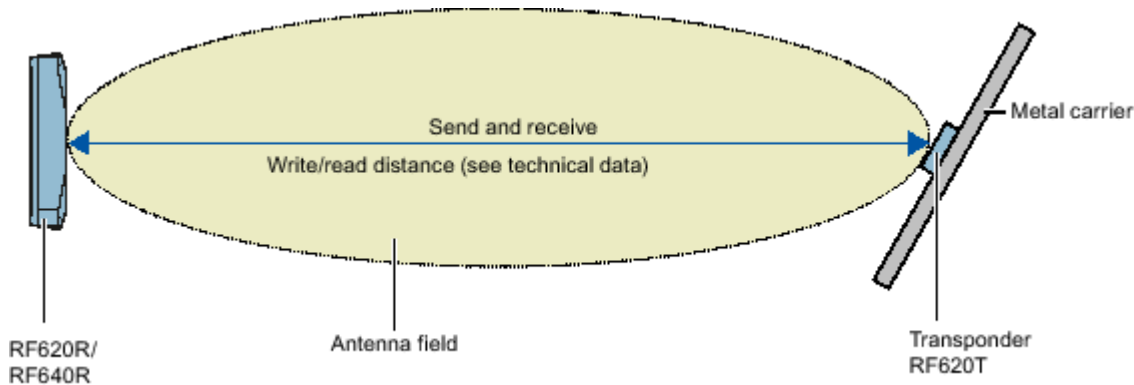 Send and receive
Write/read distance (see technical data)
Metal carrier
RF620R/
RF640R
Antenna field
Transponder
RF620T